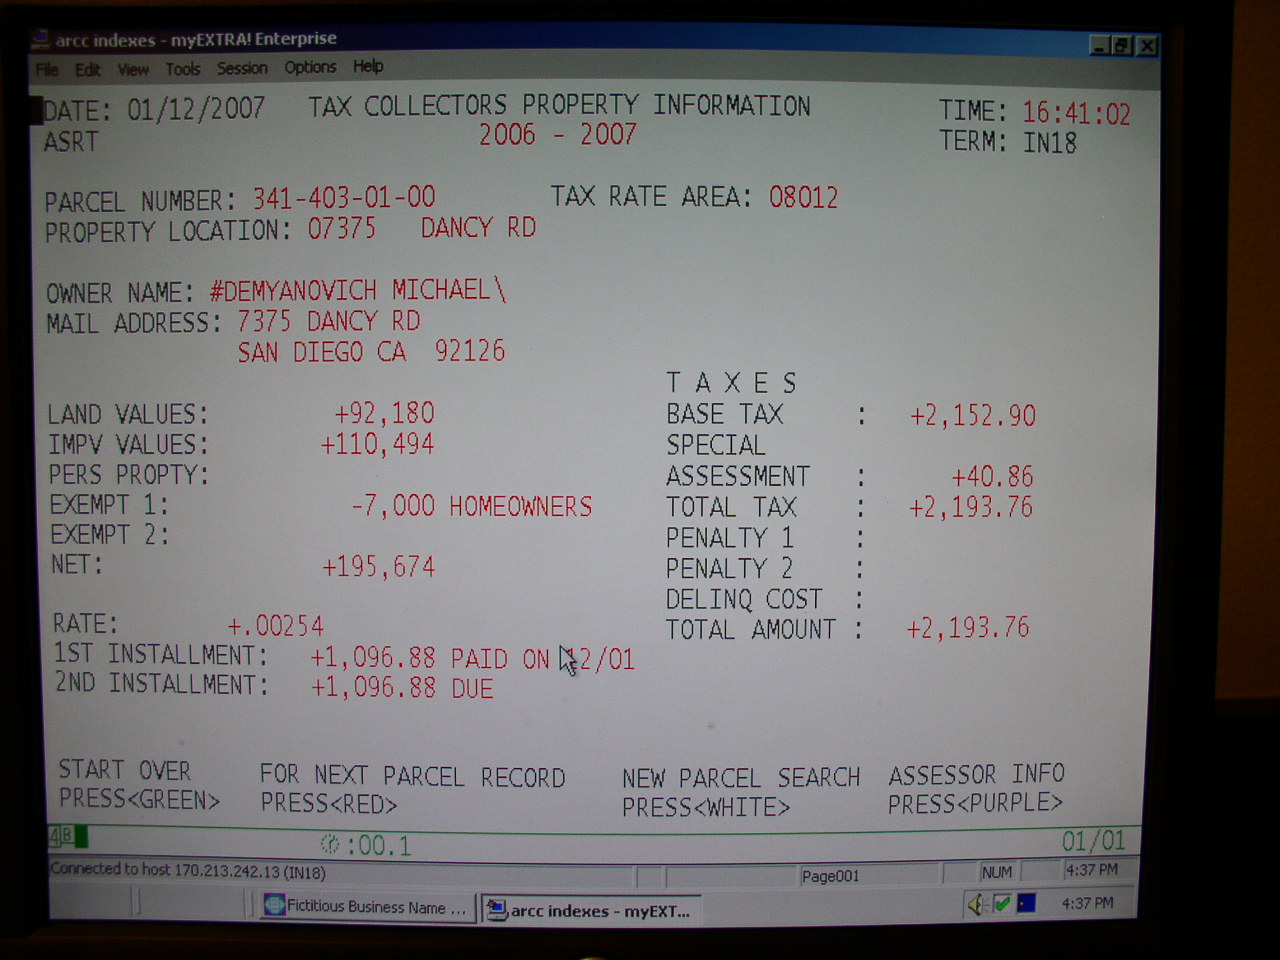 arcc indexes - myEXTRA! Enterprise
File Edit View Tools Session Options Help
DATE: 01/12/2007 TAX COLLECTORS PROPERTY INFORMATION TIME: 16:41:02
ASRT 2006 - 2007 TERM: IN18
PARCEL NUMBER: 341-403-01-00 TAX RATE AREA: 08012
PROPERTY LOCATION: 07375 DANCY RD
OWNER NAME: #DEMYANOVICH MICHAEL\
MAIL ADDRESS: 7375 DANCY RD
SAN DIEGO CA 92126
T A X E S
LAND VALUES: +92,180 BASE TAX : +2,152.90
IMPV VALUES: +110,494 SPECIAL
PERS PROPTY: ASSESSMENT : +40.86
EXEMPT 1: -7,000 HOMEOWNERS TOTAL TAX : +2,193.76
EXEMPT 2: PENALTY 1 :
NET: +195,674 PENALTY 2 :
DELINQ COST :
RATE: +.00254 TOTAL AMOUNT : +2,193.76
1ST INSTALLMENT: +1,096.88 PAID ON 12/01
2ND INSTALLMENT: +1,096.88 DUE
START OVER FOR NEXT PARCEL RECORD NEW PARCEL SEARCH ASSESSOR INFO
PRESS<GREEN> PRESS<RED> PRESS<WHITE> PRESS<PURPLE>
4B :00.1 01/01
Connected to host 170.213.242.13 (IN18) Page001 NUM 4:37 PM
Fictitious Business Name ... arcc indexes - myEXT... 4:37 PM